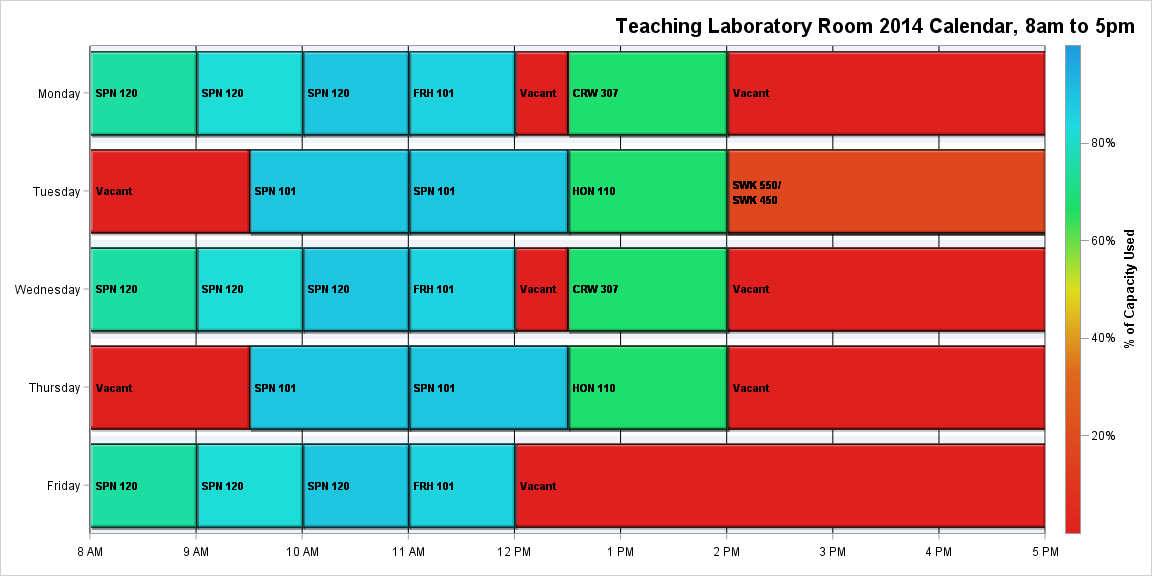 Teaching Laboratory Room 2014 Calendar, 8am to 5pm
Monday
SPN 120
SPN 120
SPN 120
FRH 101
Vacant
CRW 307
Vacant
Tuesday
Vacant
SPN 101
SPN 101
HON 110
SWK 550/
SWK 450
Wednesday
SPN 120
SPN 120
SPN 120
FRH 101
Vacant
CRW 307
Vacant
Thursday
Vacant
SPN 101
SPN 101
HON 110
Vacant
Friday
SPN 120
SPN 120
SPN 120
FRH 101
Vacant
8 AM
9 AM
10 AM
11 AM
12 PM
1 PM
2 PM
3 PM
4 PM
5 PM
80%
60%
40%
20%
% of Capacity Used